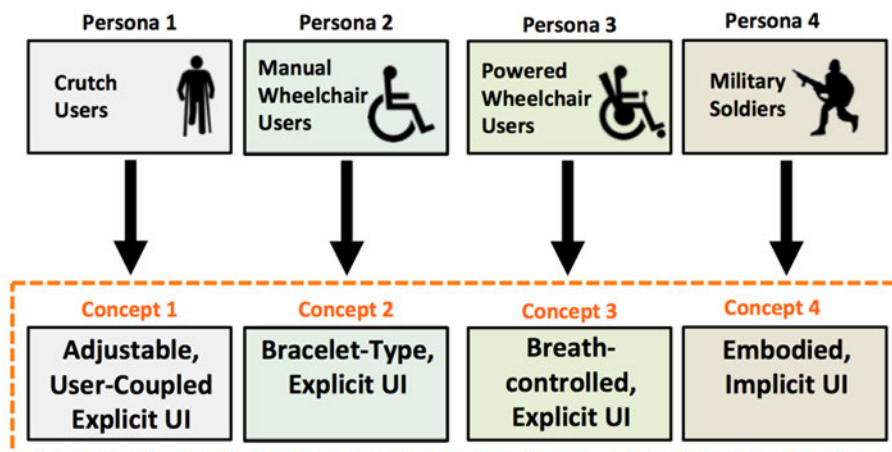 Persona 1
Persona 2
Persona 3
Persona 4
Crutch
Users
Manual
Wheelchair
Users
Powered
Wheelchair
Users
Military
Soldiers
Concept 1
Concept 2
Concept 3
Concept 4
Adjustable,
User-Coupled
Explicit UI
Bracelet-Type,
Explicit UI
Breath-
controlled,
Explicit UI
Embodied,
Implicit UI